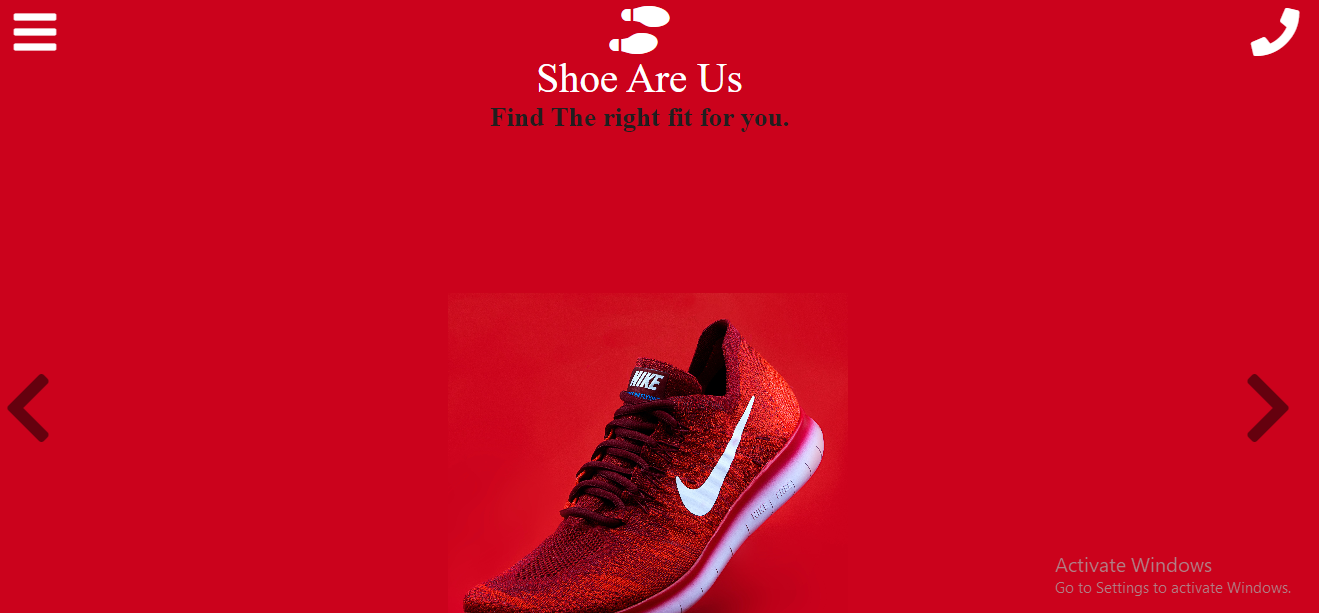 Shoe Are Us
Find The right fit for you.
NIKE
Activate Windows
Go to Settings to activate Windows.